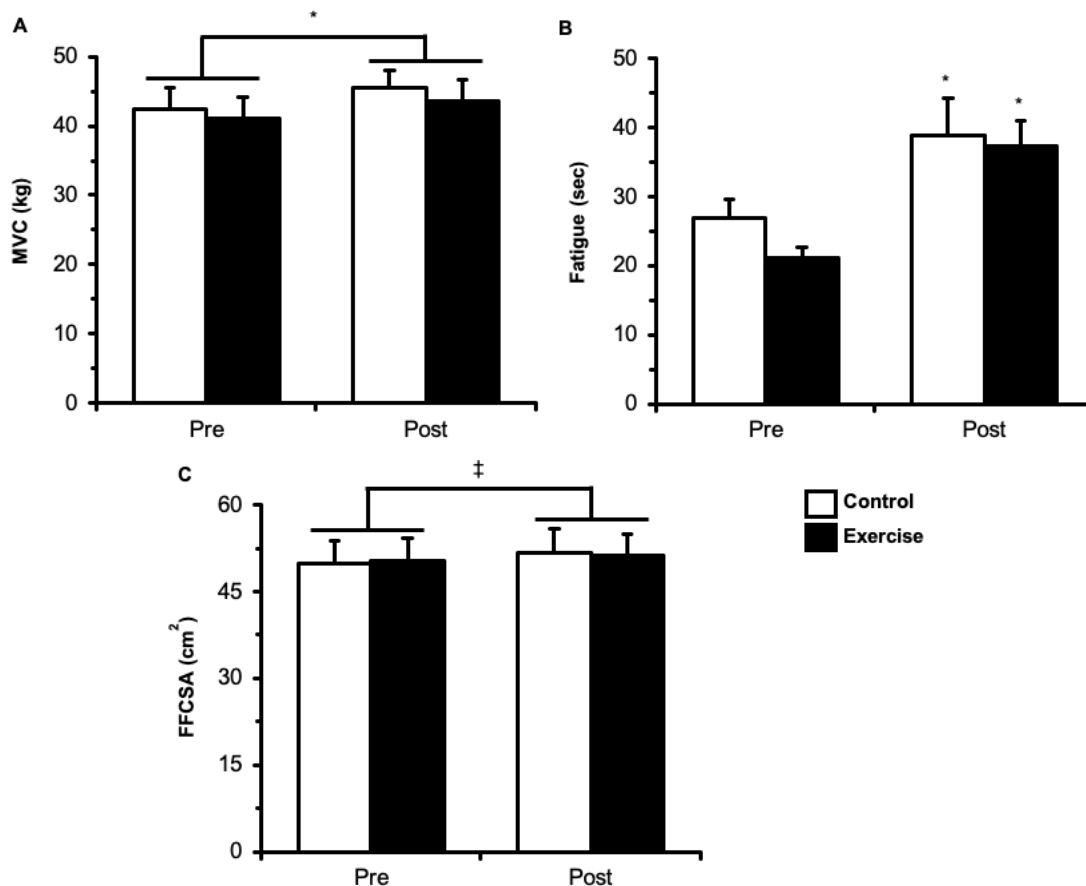 A
*
50
40
30
20
10
0
MVC (kg)
Pre
Post
B
*
*
50
40
30
20
10
0
Fatigue (sec)
Pre
Post
C
‡
60
45
30
15
0
FFCSA (cm²)
Pre
Post
Control
Exercise